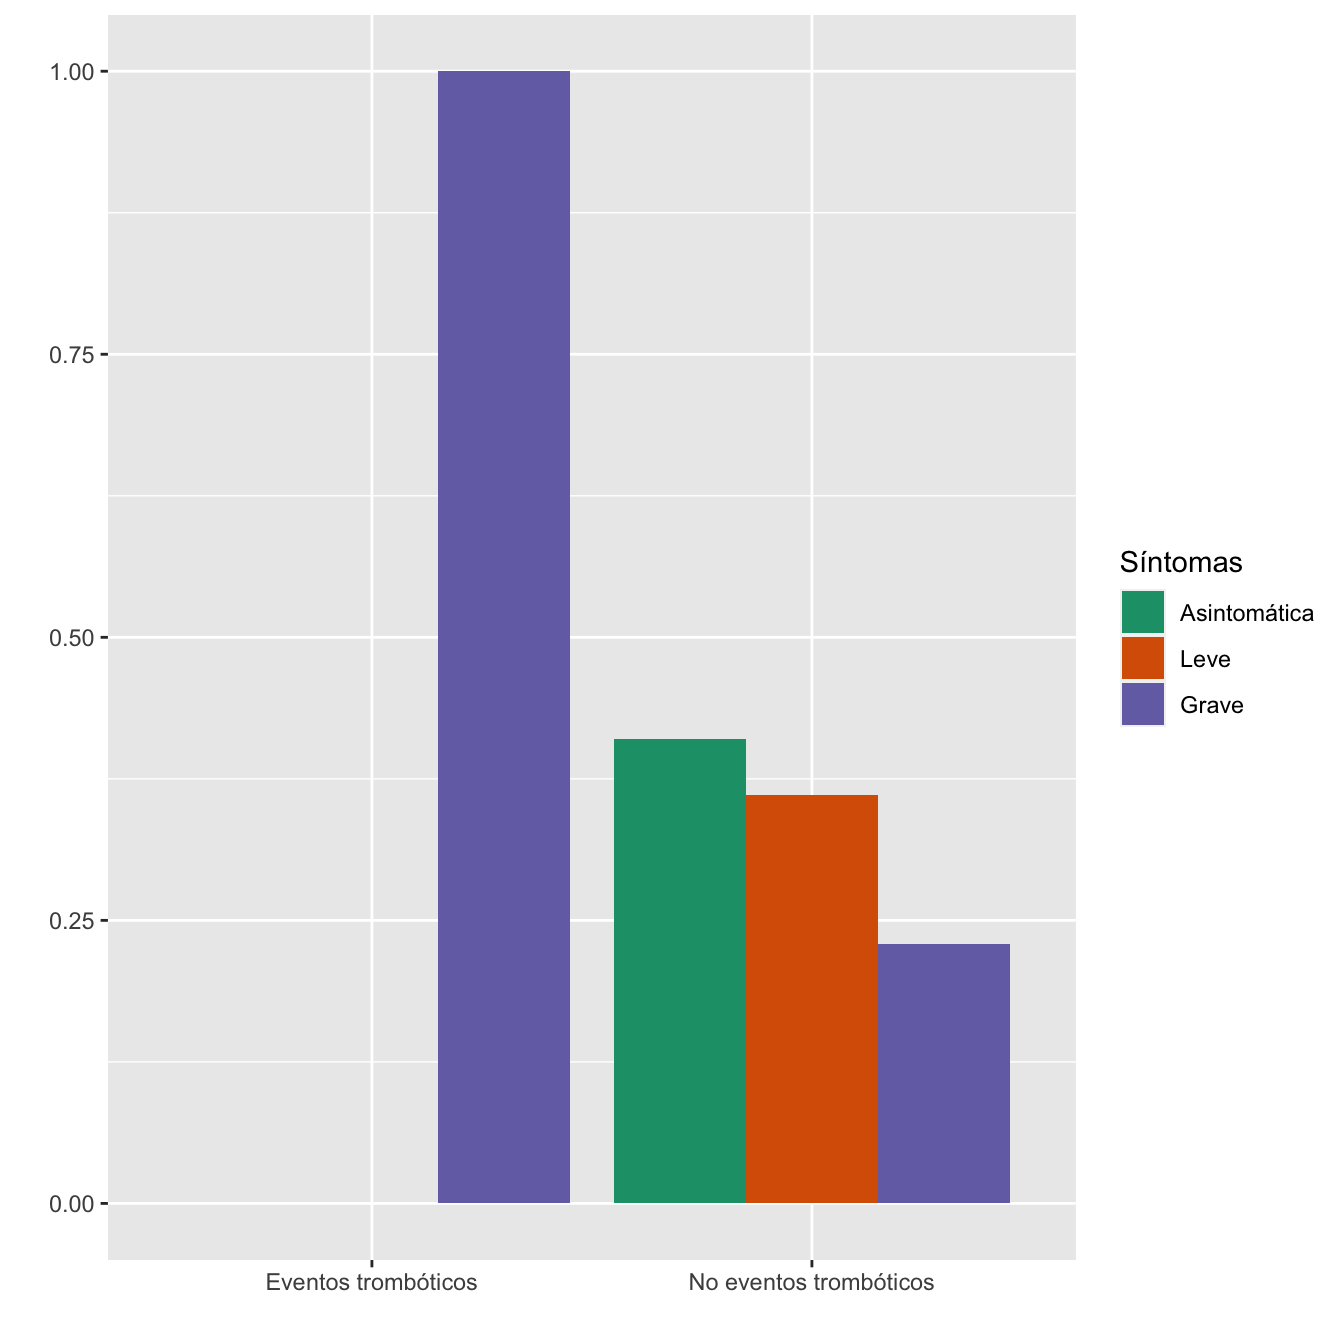 1.00
0.75
0.50
0.25
0.00
Eventos trombóticos
No eventos trombóticos
Síntomas
Asintomática
Leve
Grave